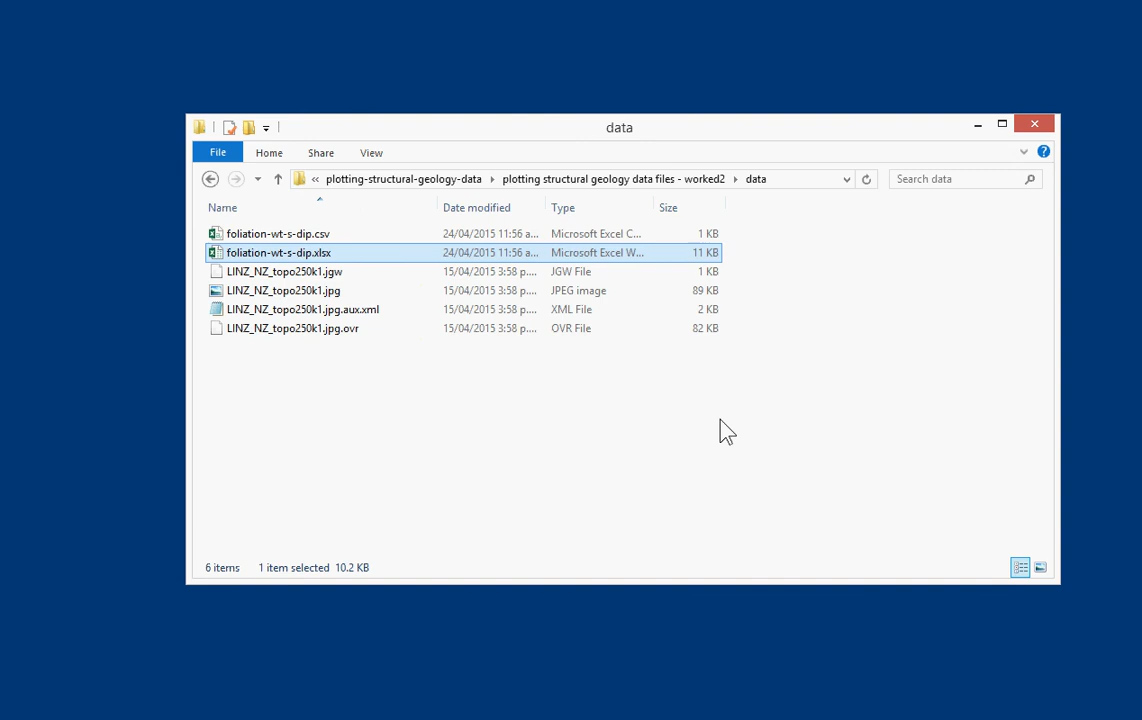 data
File Home Share View
« plotting-structural-geology-data plotting structural geology data files - worked2 data Search data
Name Date modified Type Size
foliation-wt-s-dip.csv 24/04/2015 11:56 a... Microsoft Excel C... 1 KB
foliation-wt-s-dip.xlsx 24/04/2015 11:56 a... Microsoft Excel W... 11 KB
LINZ_NZ_topo250k1.jgw 15/04/2015 3:58 p.... JGW File 1 KB
LINZ_NZ_topo250k1.jpg 15/04/2015 3:58 p.... JPEG image 89 KB
LINZ_NZ_topo250k1.jpg.aux.xml 15/04/2015 3:58 p.... XML File 2 KB
LINZ_NZ_topo250k1.jpg.ovr 15/04/2015 3:58 p.... OVR File 82 KB
6 items 1 item selected 10.2 KB